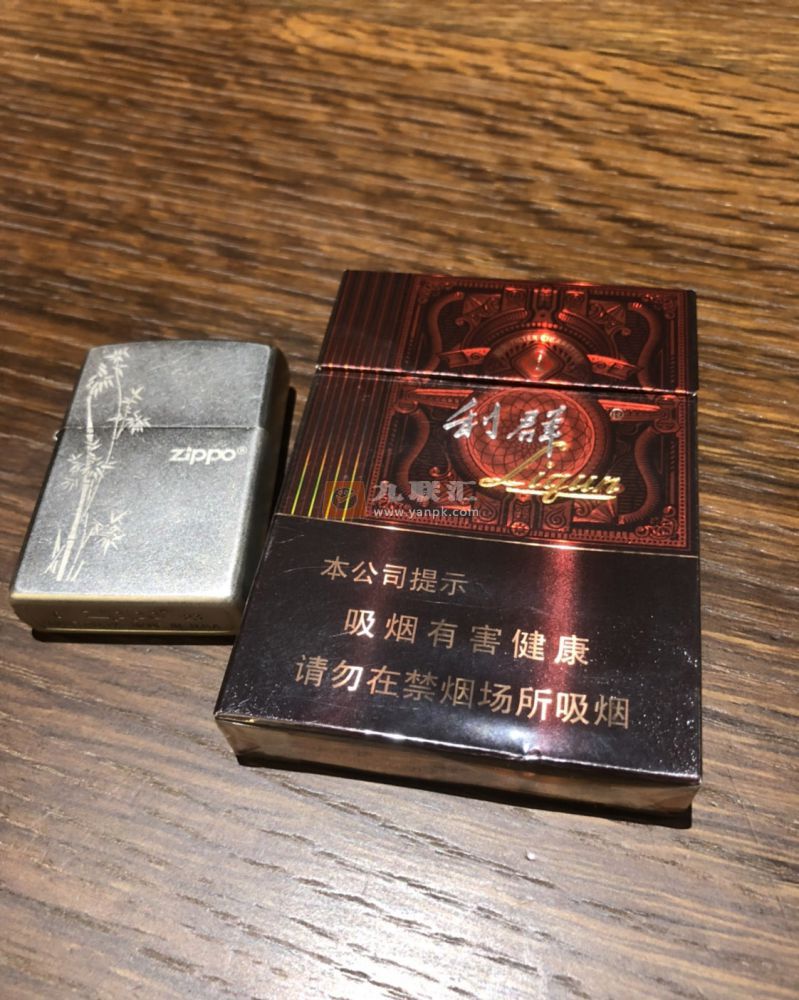 zippo®
利群
®
Liqun
九联汇
www.yanpk.com
本公司提示
吸烟有害健康
请勿在禁烟场所吸烟